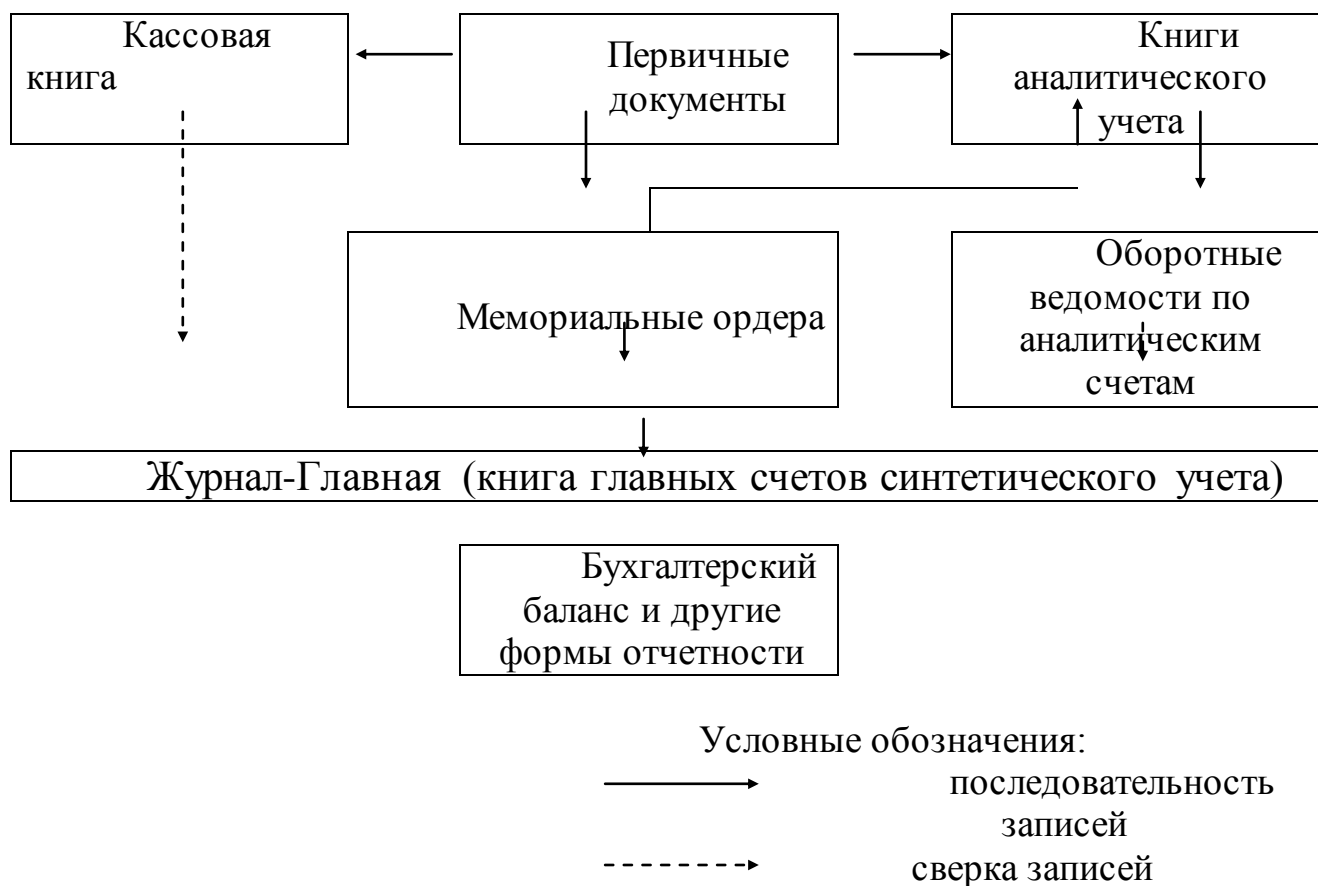 Кассовая
книга
Первичные
документы
Книги
аналитического
учета
Мемориальные ордера
Оборотные
ведомости по
аналитическим
счетам
Журнал-Главная (книга главных счетов синтетического учета)
Бухгалтерский
баланс и другие
формы отчетности
Условные обозначения:
последовательность
записей
сверка записей